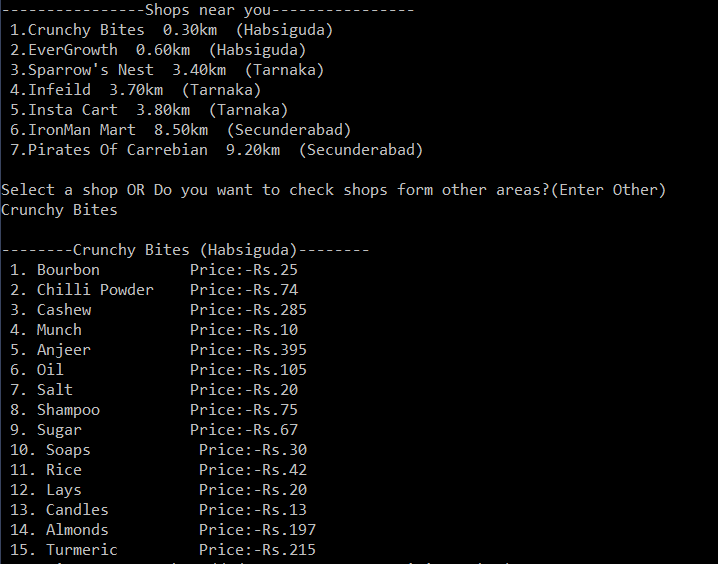 ----------------Shops near you----------------
1.Crunchy Bites  0.30km  (Habsiguda)
2.EverGrowth  0.60km  (Habsiguda)
3.Sparrow's Nest  3.40km  (Tarnaka)
4.Infeild  3.70km  (Tarnaka)
5.Insta Cart  3.80km  (Tarnaka)
6.IronMan Mart  8.50km  (Secunderabad)
7.Pirates Of Carrebian  9.20km  (Secunderabad)
Select a shop OR Do you want to check shops form other areas?(Enter Other)
Crunchy Bites
--------Crunchy Bites (Habsiguda)--------
1. Bourbon          Price:-Rs.25
2. Chilli Powder    Price:-Rs.74
3. Cashew           Price:-Rs.285
4. Munch            Price:-Rs.10
5. Anjeer           Price:-Rs.395
6. Oil              Price:-Rs.105
7. Salt             Price:-Rs.20
8. Shampoo          Price:-Rs.75
9. Sugar            Price:-Rs.67
10. Soaps            Price:-Rs.30
11. Rice             Price:-Rs.42
12. Lays             Price:-Rs.20
13. Candles          Price:-Rs.13
14. Almonds          Price:-Rs.197
15. Turmeric         Price:-Rs.215